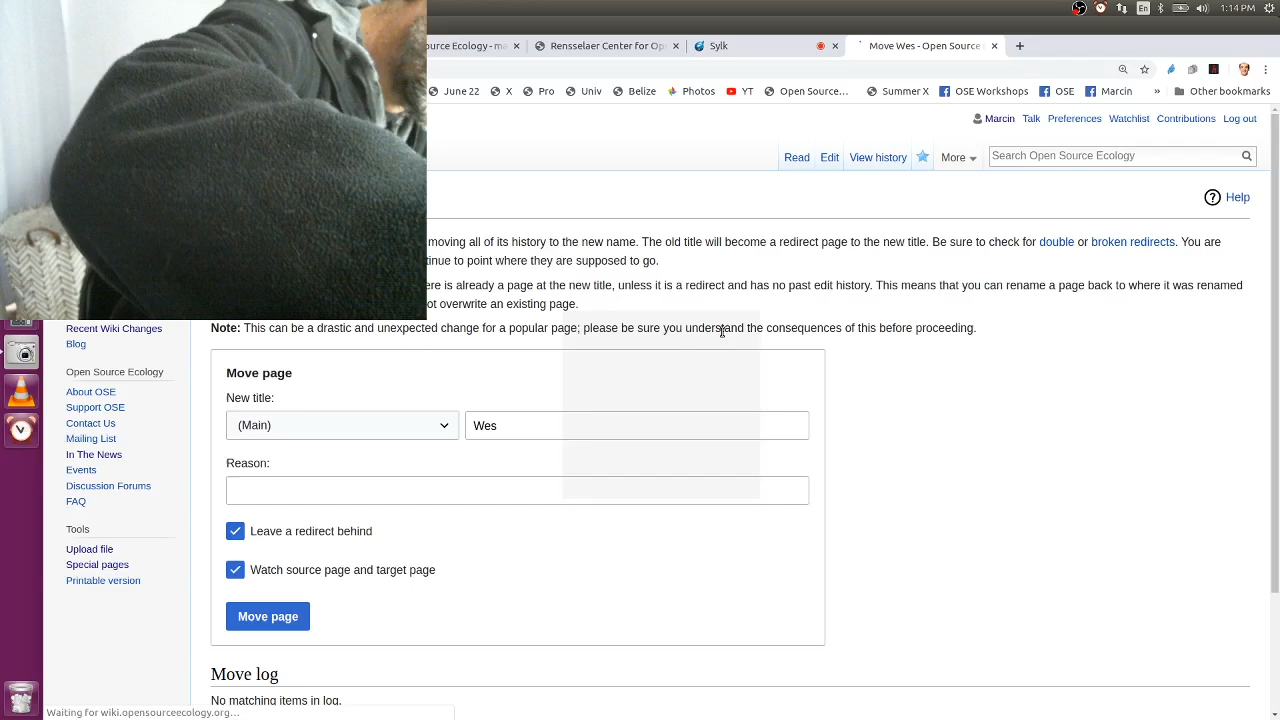 En 1:14 PM
ource Ecology - ma Rensselaer Center for Op Sylk Move Wes - Open Source
June 22 X Pro Univ Belize Photos YT Open Source… Summer X OSE Workshops OSE Marcin » Other bookmarks
Marcin Talk Preferences Watchlist Contributions Log out
Read Edit View history More Search Open Source Ecology
Help
moving all of its history to the new name. The old title will become a redirect page to the new title. Be sure to check for double or broken redirects. You are
tinue to point where they are supposed to go.
ere is already a page at the new title, unless it is a redirect and has no past edit history. This means that you can rename a page back to where it was renamed
ot overwrite an existing page.
Note: This can be a drastic and unexpected change for a popular page; please be sure you understand the consequences of this before proceeding.
Recent Wiki Changes
Blog
Open Source Ecology
About OSE
Support OSE
Contact Us
Mailing List
In The News
Events
Discussion Forums
FAQ
Tools
Upload file
Special pages
Printable version
Move page
New title:
(Main) Wes
Reason:
Leave a redirect behind
Watch source page and target page
Move page
Move log
No matching items in log.
Waiting for wiki.opensourceecology.org…